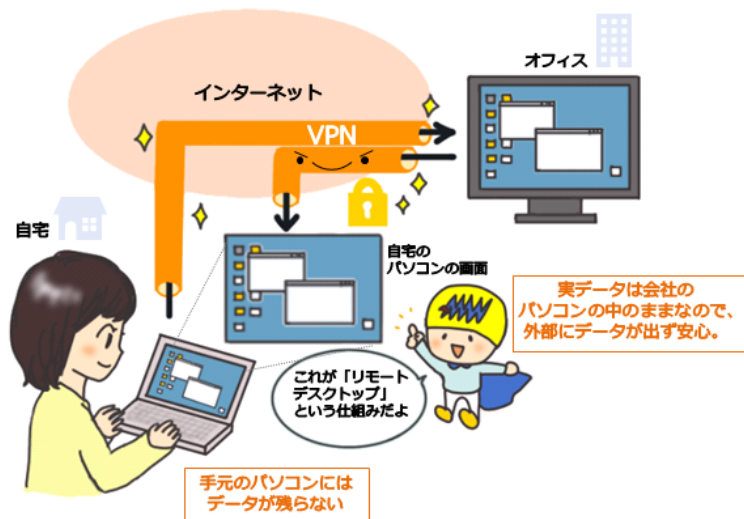 オフィス
インターネット
VPN
自宅
自宅の
パソコンの画面
実データは会社の
パソコンの中のままなので、
外部にデータが出ず安心。
これが「リモート
デスクトップ」
という仕組みだよ
手元のパソコンには
データが残らない